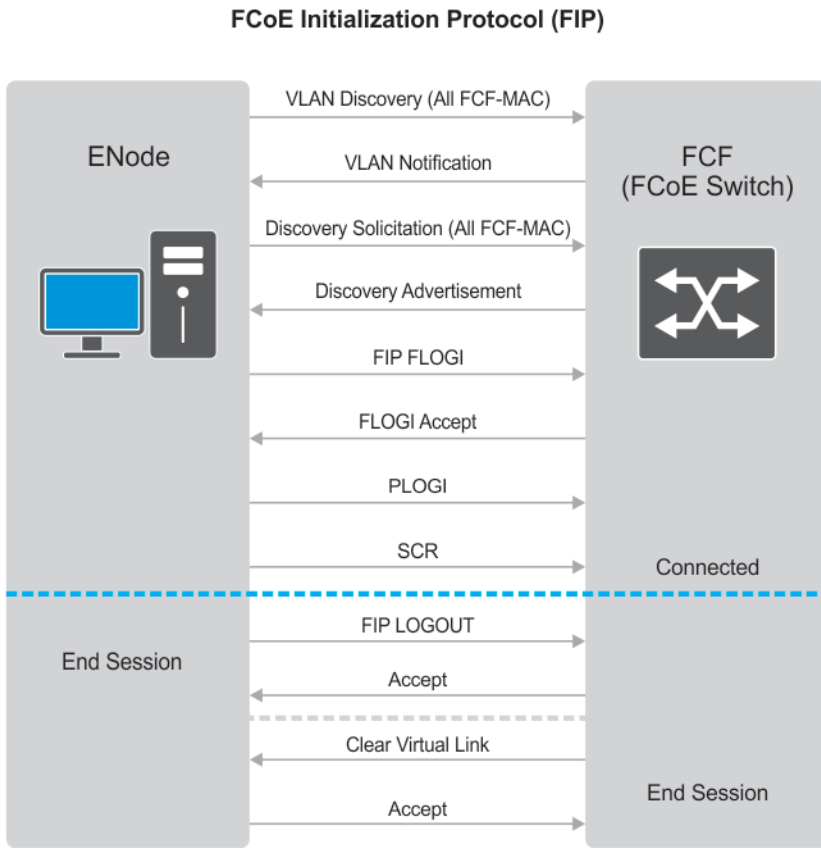 FCoE Initialization Protocol (FIP)
VLAN Discovery (All FCF-MAC)
ENode
VLAN Notification
FCF
(FCoE Switch)
Discovery Solicitation (All FCF-MAC)
Discovery Advertisement
FIP FLOGI
FLOGI Accept
PLOGI
SCR
Connected
FIP LOGOUT
End Session
Accept
Clear Virtual Link
End Session
Accept